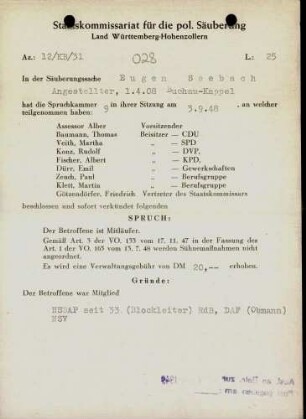 Staatskommissariat für die pol. Säuberung
Land Württemberg-Hohenzollern
Az.: 12/KB/31 028 L: 25
In der Säuberungssache Eugen Seebach
Angestellter, 1.4.08 Buchau-Kappel
hat die Spruchkammer 9 in ihrer Sitzung am 3.9.48, an welcher
teilgenommen haben:
Assessor Alber Vorsitzender
Baumann, Thomas Beisitzer — CDU
Veith, Martha „ — SPD
Konz, Rudolf „ — DVP,
Fischer, Albert „ — KPD,
Dürr, Emil „ — Gewerkschaften
Zench, Paul „ — Berufsgruppe
Klett, Martin „ — Berufsgruppe
Friedrich Vertreter des Staatskommissars
beschlossen und sofort verkündet folgenden
SPRUCH:
Der Betroffene ist Mitläufer.
Gemäß Art. 3 der VO. 133 vom 17. 11. 47 in der Fassung des
Art. 1 der VO. 165 vom 13. 7. 48 werden Sühnemaßnahmen nicht
angeordnet.
Es wird eine Verwaltungsgebühr von DM 20,-- erhoben.
Gründe:
Der Betroffene war Mitglied
NSDAP seit 33 (Blockleiter) RdB, DAF (Obmann)
NSV